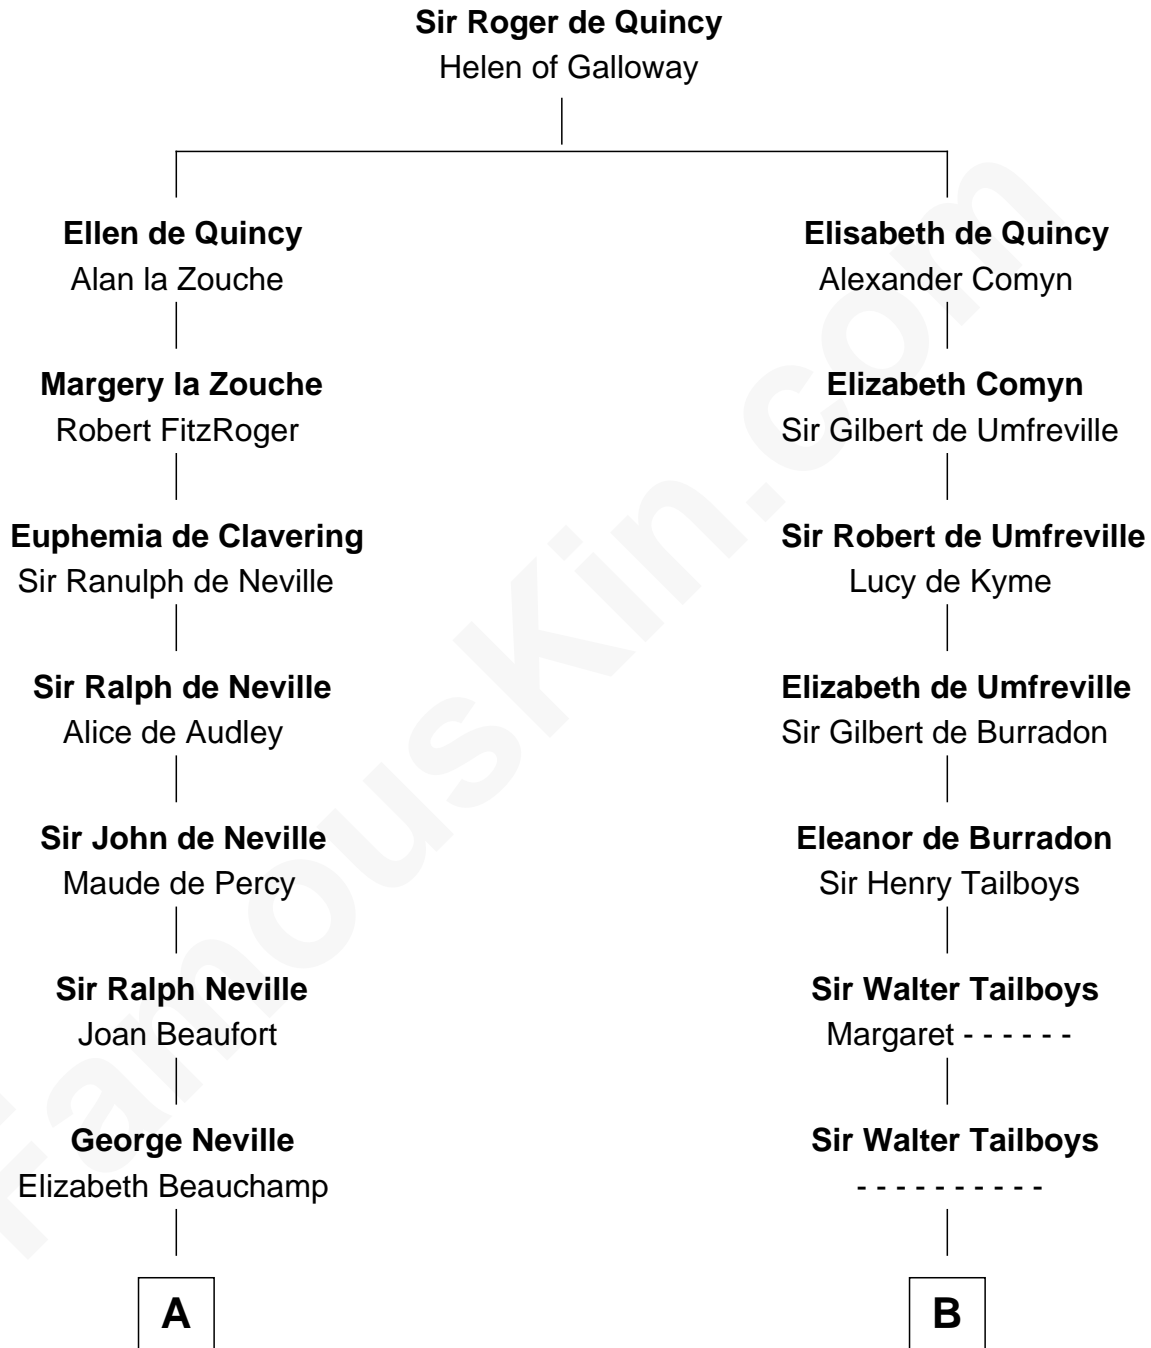 Sir Roger de Quincy
Helen of Galloway
Ellen de Quincy
Alan la Zouche
Elisabeth de Quincy
Alexander Comyn
Margery la Zouche
Robert FitzRoger
Elizabeth Comyn
Sir Gilbert de Umfreville
Euphemia de Clavering
Sir Ranulph de Neville
Sir Robert de Umfreville
Lucy de Kyme
Sir Ralph de Neville
Alice de Audley
Elizabeth de Umfreville
Sir Gilbert de Burradon
Sir John de Neville
Maude de Percy
Eleanor de Burradon
Sir Henry Tailboys
Sir Ralph Neville
Joan Beaufort
Sir Walter Tailboys
Margaret - - - - - -
George Neville
Elizabeth Beauchamp
Sir Walter Tailboys
- - - - - - - - - -
A
B
FamousKin.com